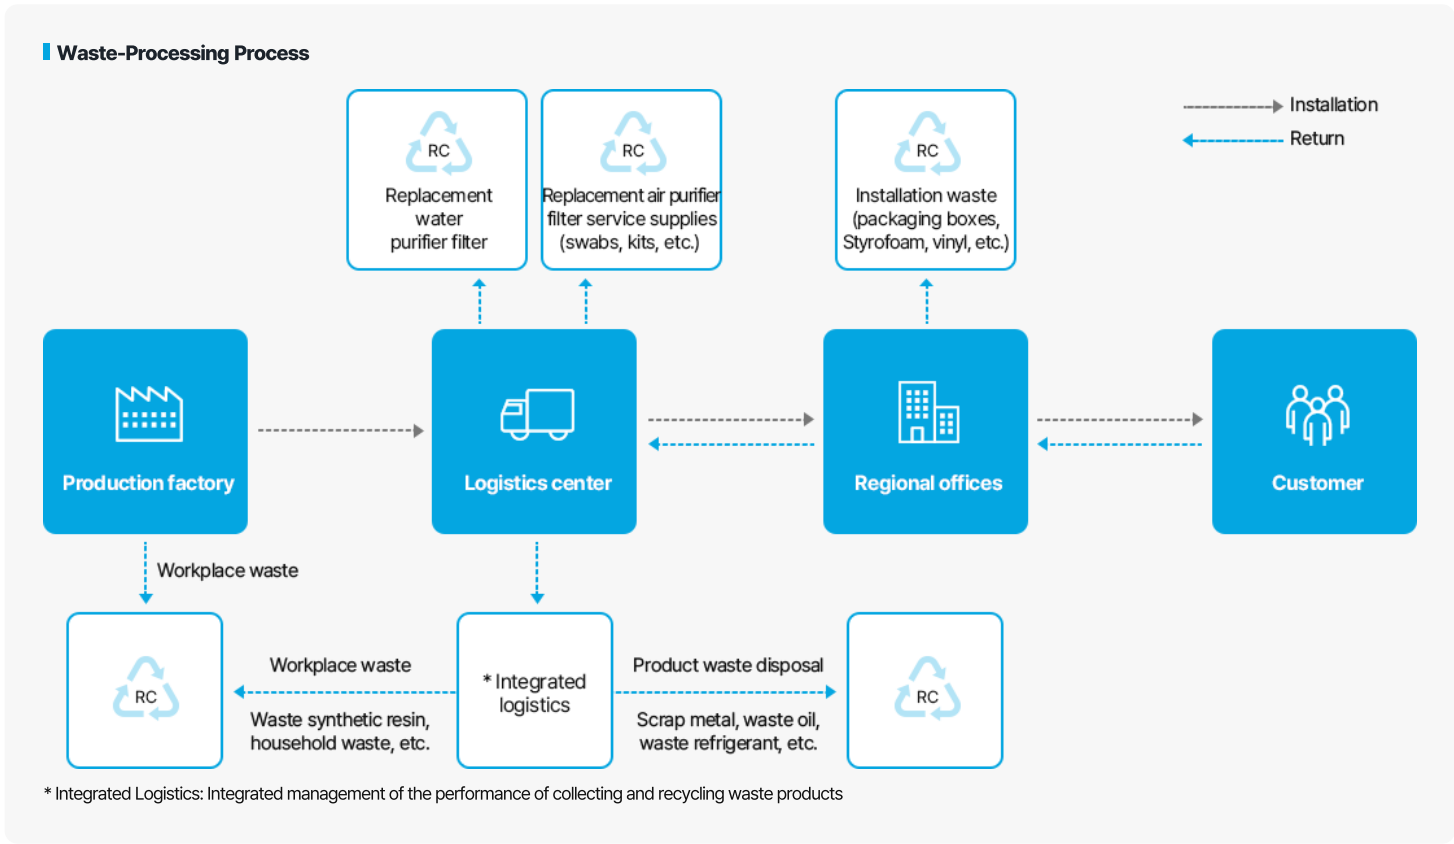 Waste-Processing Process
Installation
Return
RC
Replacement
water
purifier filter
RC
Replacement air purifier
filter service supplies
(swabs, kits, etc.)
RC
Installation waste
(packaging boxes,
Styrofoam, vinyl, etc.)
Production factory
Logistics center
Regional offices
Customer
Workplace waste
RC
Workplace waste
Waste synthetic resin,
household waste, etc.
* Integrated
logistics
Product waste disposal
Scrap metal, waste oil,
waste refrigerant, etc.
RC
* Integrated Logistics: Integrated management of the performance of collecting and recycling waste products